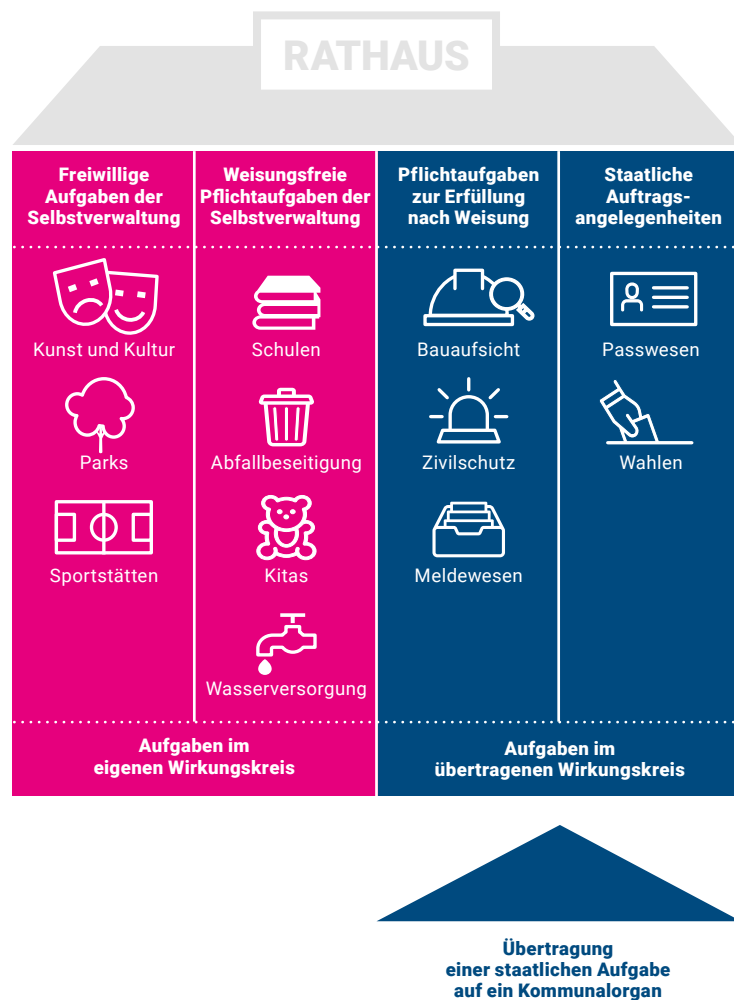 RATHAUS
Freiwillige
Aufgaben der
Selbstverwaltung
Kunst und Kultur
Parks
Sportstätten
Weisungsfreie
Pflichtaufgaben der
Selbstverwaltung
Schulen
Abfallbeseitigung
Kitas
Wasserversorgung
Pflichtaufgaben
zur Erfüllung
nach Weisung
Bauaufsicht
Zivilschutz
Meldewesen
Staatliche
Auftrags-
angelegenheiten
Passwesen
Wahlen
Aufgaben im
eigenen Wirkungskreis
Aufgaben im
übertragenen Wirkungskreis
Übertragung
einer staatlichen Aufgabe
auf ein Kommunalorgan